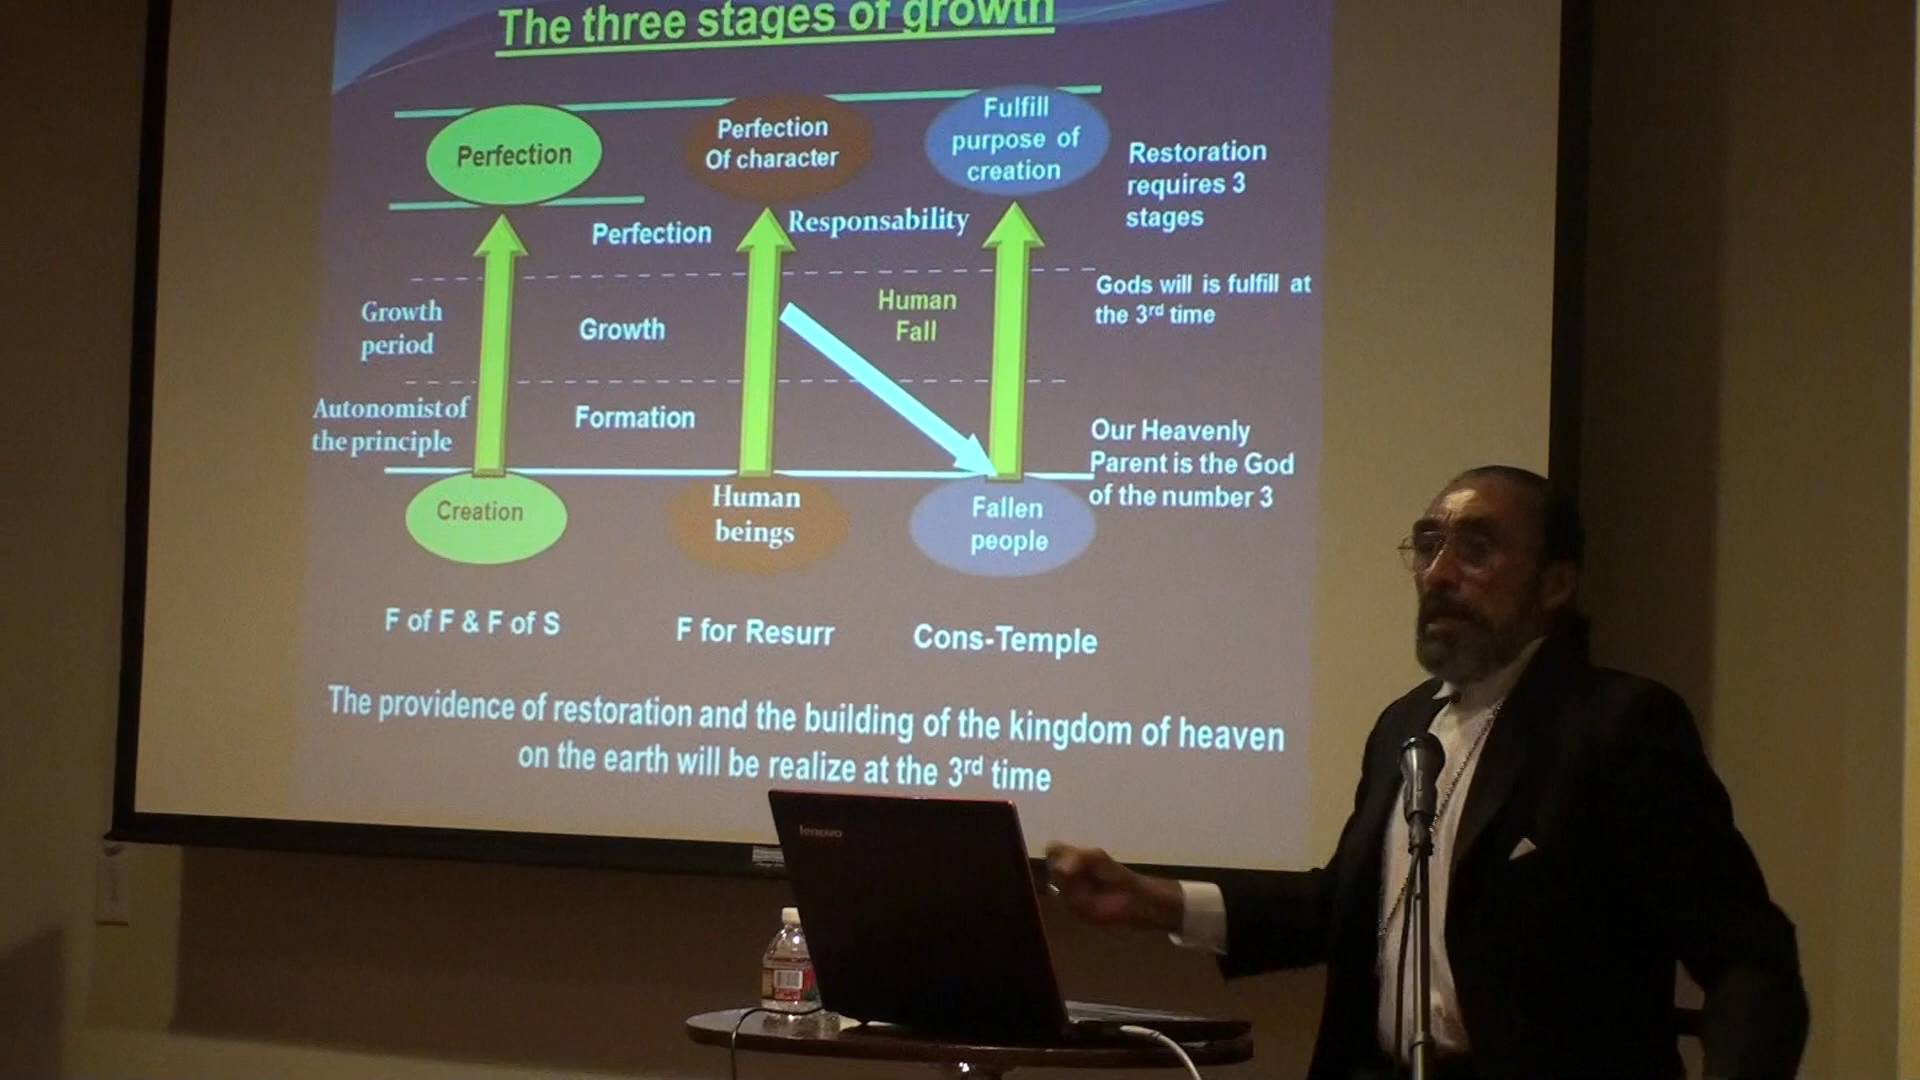 The three stages of growth
Perfection
Perfection
Of character
Fulfill
purpose of
creation
Restoration
requires 3
stages
Perfection
Responsability
Growth
period
Growth
Human
Fall
Gods will is fulfill at
the 3rd time
Autonomist of
the principle
Formation
Our Heavenly
Parent is the God
of the number 3
Creation
Human
beings
Fallen
people
F of F & F of S
F for Resurr
Cons-Temple
The providence of restoration and the building of the kingdom of heaven
on the earth will be realize at the 3rd time
lenovo